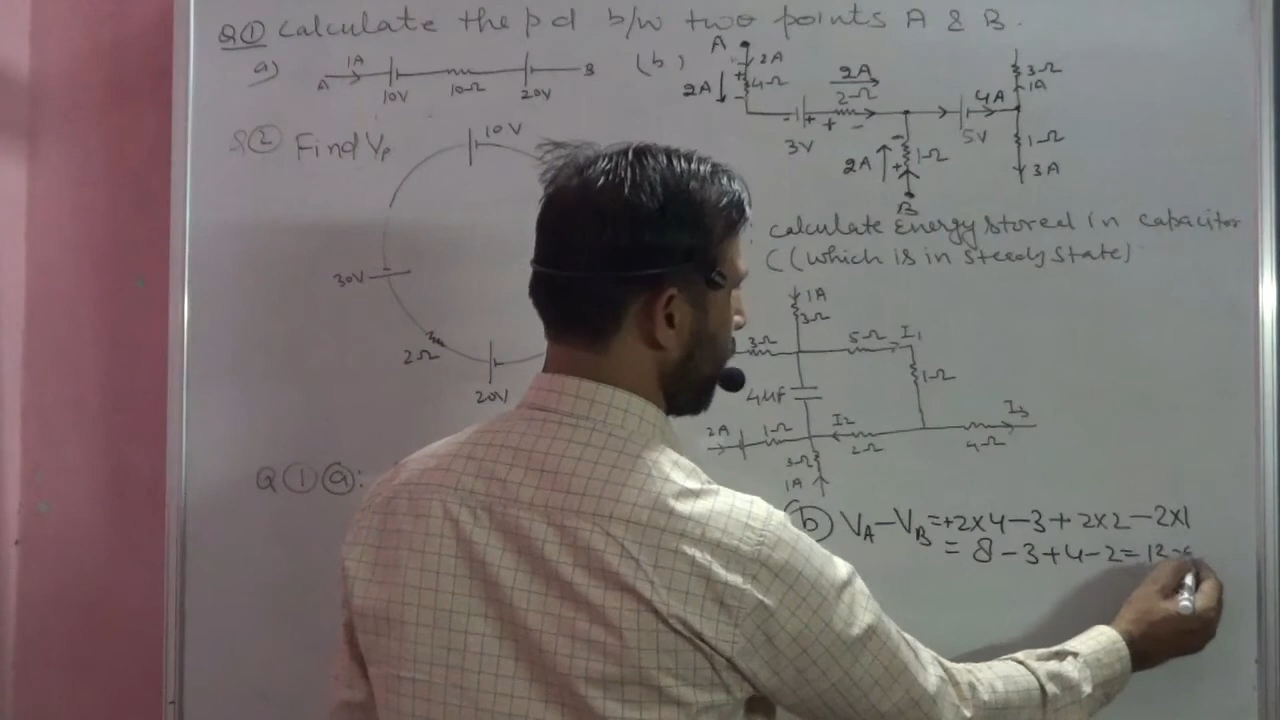 Q① Calculate the pd b/w two points A & B.
a) A 1A 10V 10Ω 20V B
(b) A 2A 4Ω 2A 3V 2A 2Ω 2A 1Ω B 5V 4A 3Ω 1A 1Ω 3A
Q② Find Vp
10V
30V
2Ω
20V
calculate Energy stored in capacitor
C (which is in steady state)
1A
3Ω
3Ω 5Ω I1
4μF 1Ω
2A 1Ω I2 2Ω 4Ω I3
3Ω
1A
Q①ⓐ:
ⓑ VA-VB=+2×4-3+2×2-2×1
= 8-3+4-2=12-